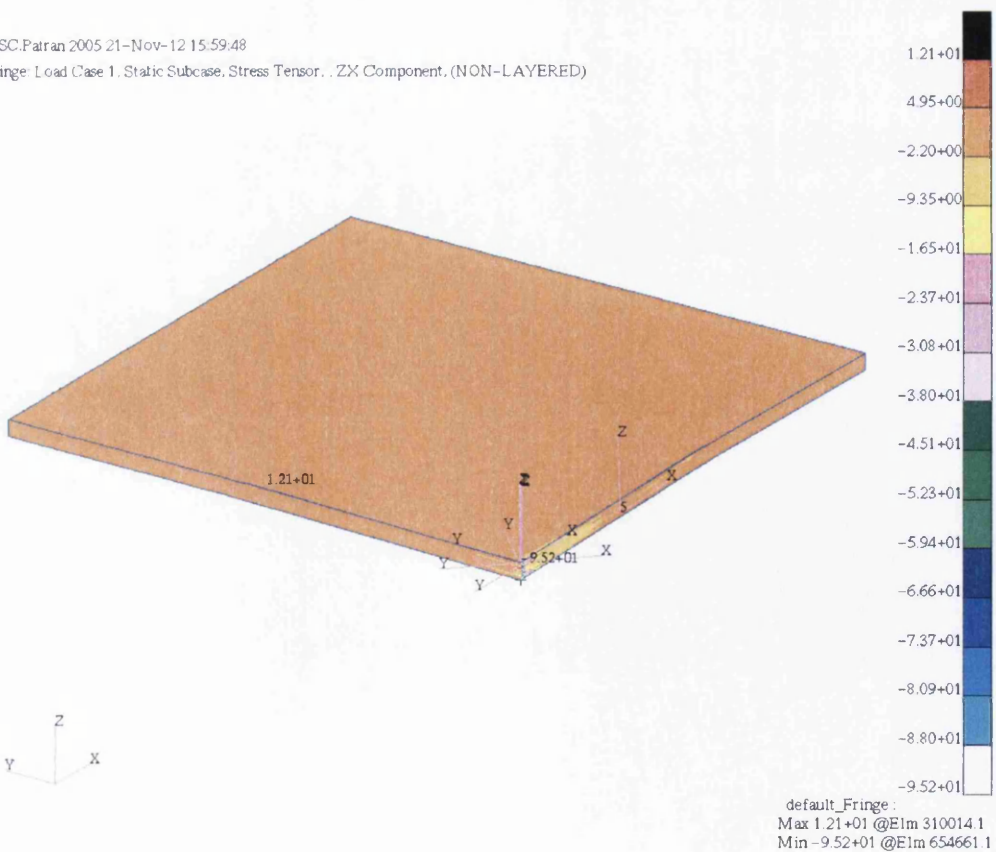 SC.Patran 2005 21-Nov-12 15:59:48
inge: Load Case 1, Static Subcase, Stress Tensor, , ZX Component, (NON-LAYERED)
1.21+01
4.95+00
-2.20+00
-9.35+00
-1.65+01
-2.37+01
-3.08+01
-3.80+01
-4.51+01
-5.23+01
-5.94+01
-6.66+01
-7.37+01
-8.09+01
-8.80+01
-9.52+01
Z
X
1.21+01
Z
S
Y
X
Y
9.52+01
X
Y
Y
Z
Y
X
default_Fringe :
Max 1.21+01 @Elm 310014.1
Min -9.52+01 @Elm 654661.1